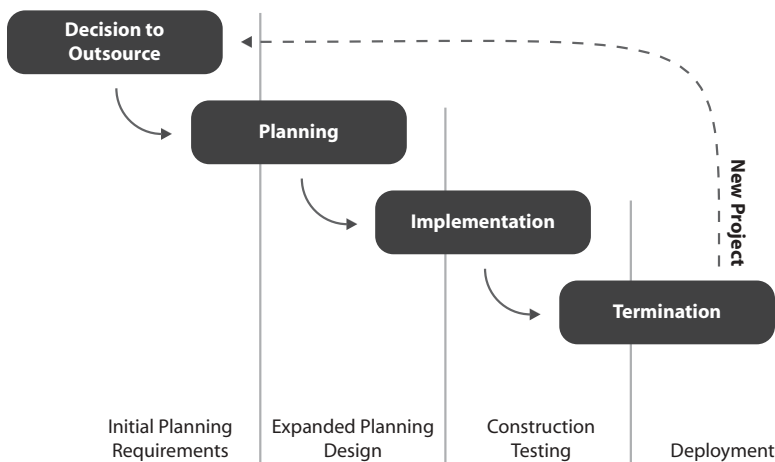 Decision to
Outsource
Planning
Implementation
New Project
Termination
Initial Planning
Requirements
Expanded Planning
Design
Construction
Testing
Deployment